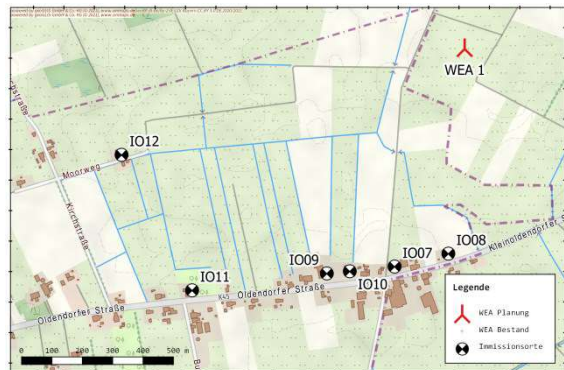 WEA 1
IO12
Moorweg
Kirchstraße
IO08
IO07
IO09
IO10
IO11
Kleinoldendorfer S
K45
Oldendorfer Straße
Oldendorfer Straße
Legende
WEA Planung
WEA Bestand
Immissionsorte
0 100 200 300 400 500 m